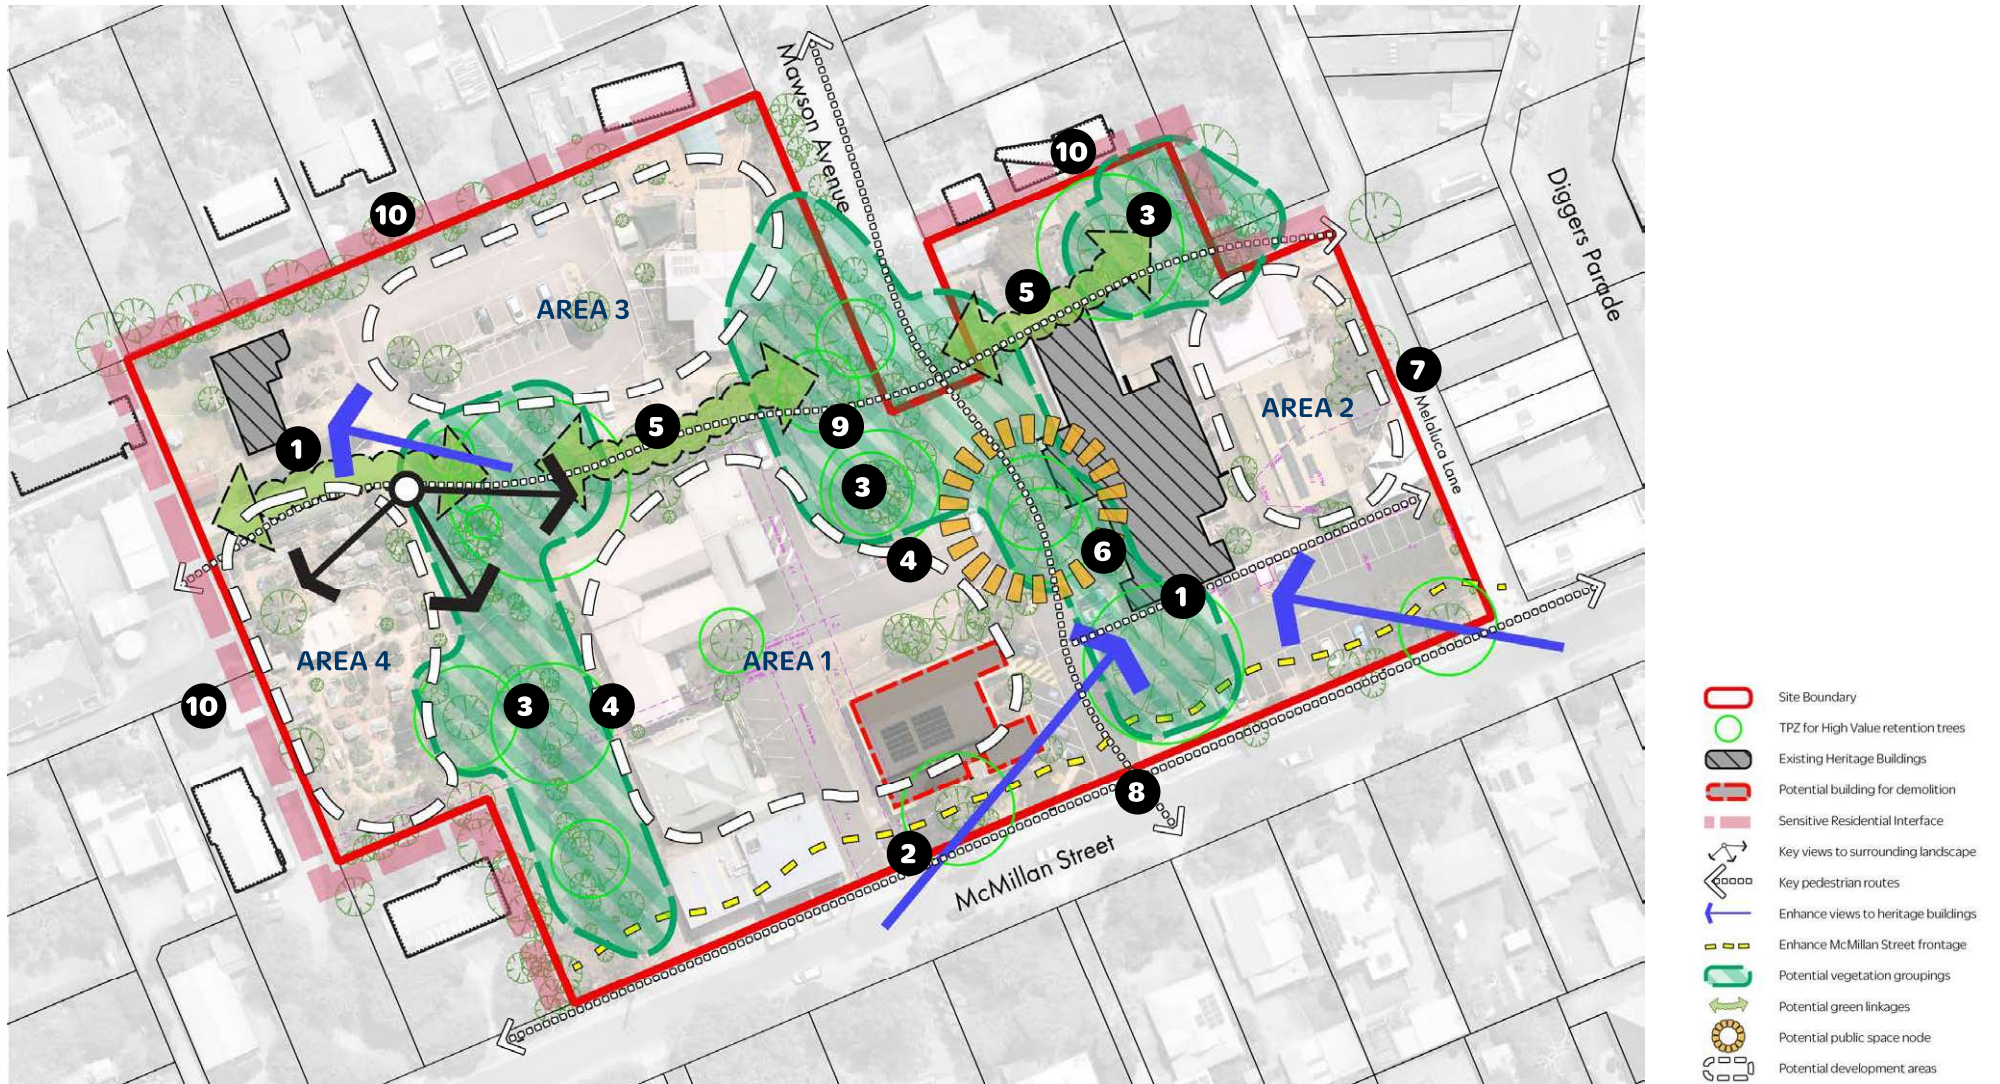 Mawson Avenue
10
10
3
Diggers Parade
5
AREA 3
7
AREA 2
Melaluca Lane
1
5
9
3
4
6
1
AREA 4
AREA 1
10
3
4
8
2
McMillan Street
Site Boundary
TPZ for High Value retention trees
Existing Heritage Buildings
Potential building for demolition
Sensitive Residential Interface
Key views to surrounding landscape
Key pedestrian routes
Enhance views to heritage buildings
Enhance McMillan Street frontage
Potential vegetation groupings
Potential green linkages
Potential public space node
Potential development areas